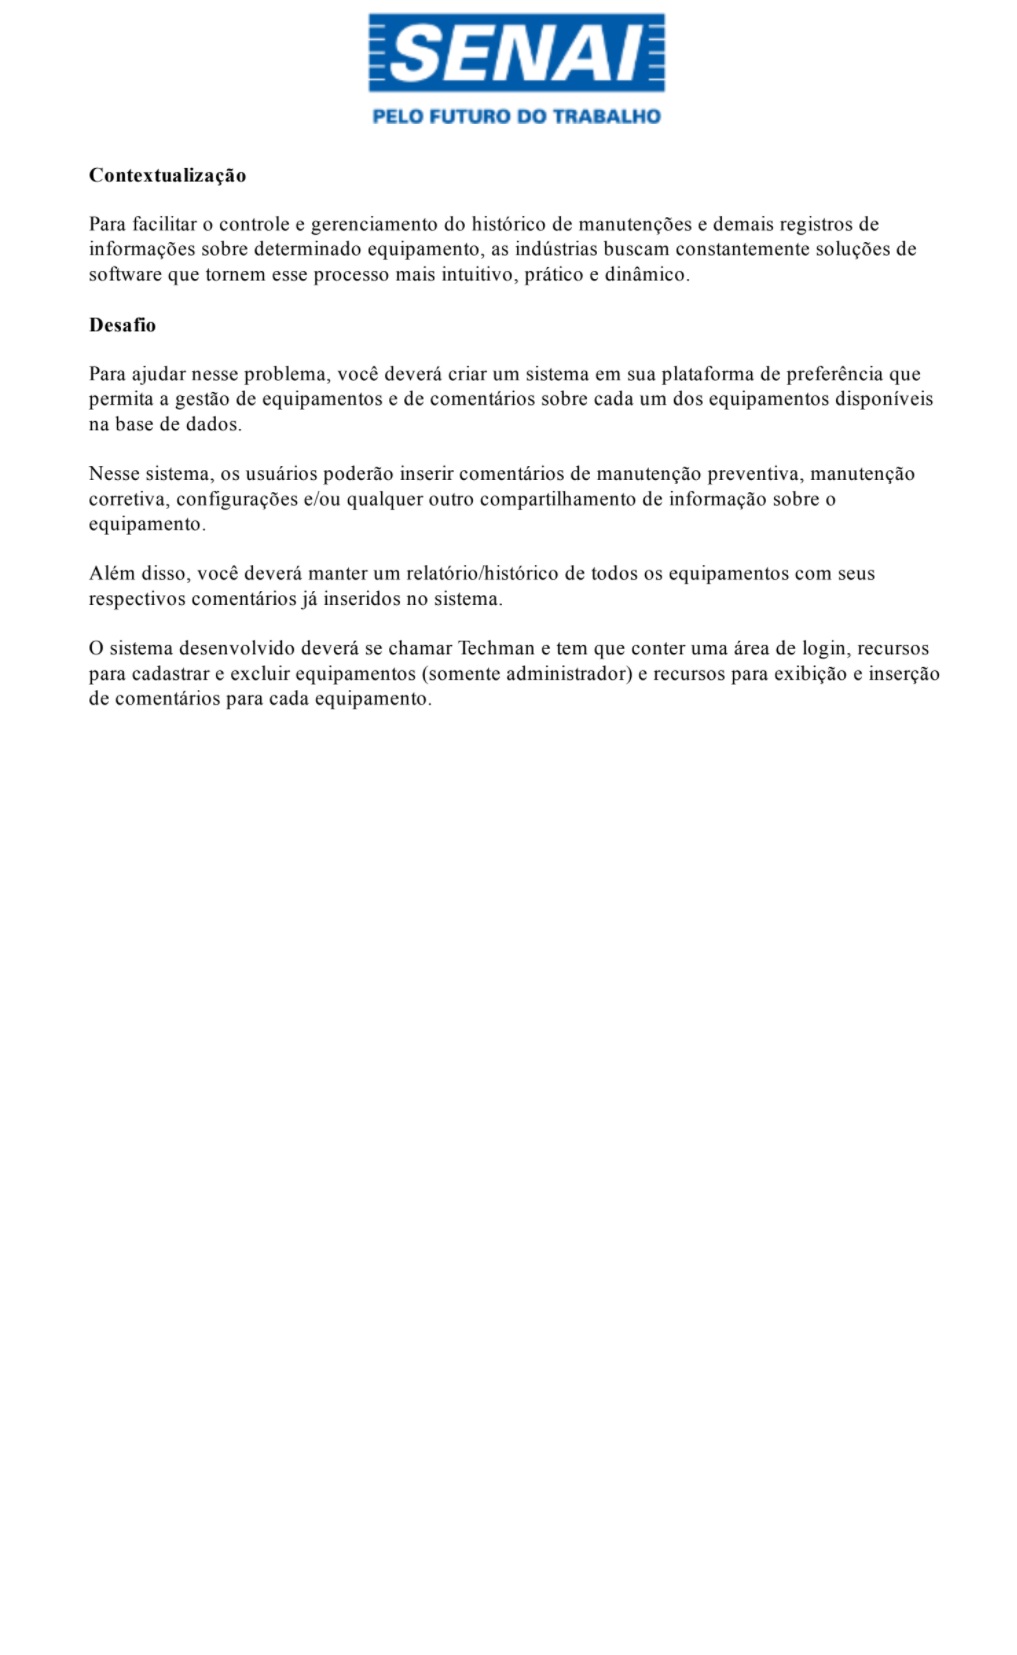 SENAI
PELO FUTURO DO TRABALHO
Contextualização
Para facilitar o controle e gerenciamento do histórico de manutenções e demais registros de
informações sobre determinado equipamento, as indústrias buscam constantemente soluções de
software que tornem esse processo mais intuitivo, prático e dinâmico.
Desafio
Para ajudar nesse problema, você deverá criar um sistema em sua plataforma de preferência que
permita a gestão de equipamentos e de comentários sobre cada um dos equipamentos disponíveis
na base de dados.
Nesse sistema, os usuários poderão inserir comentários de manutenção preventiva, manutenção
corretiva, configurações e/ou qualquer outro compartilhamento de informação sobre o
equipamento.
Além disso, você deverá manter um relatório/histórico de todos os equipamentos com seus
respectivos comentários já inseridos no sistema.
O sistema desenvolvido deverá se chamar Techman e tem que conter uma área de login, recursos
para cadastrar e excluir equipamentos (somente administrador) e recursos para exibição e inserção
de comentários para cada equipamento.